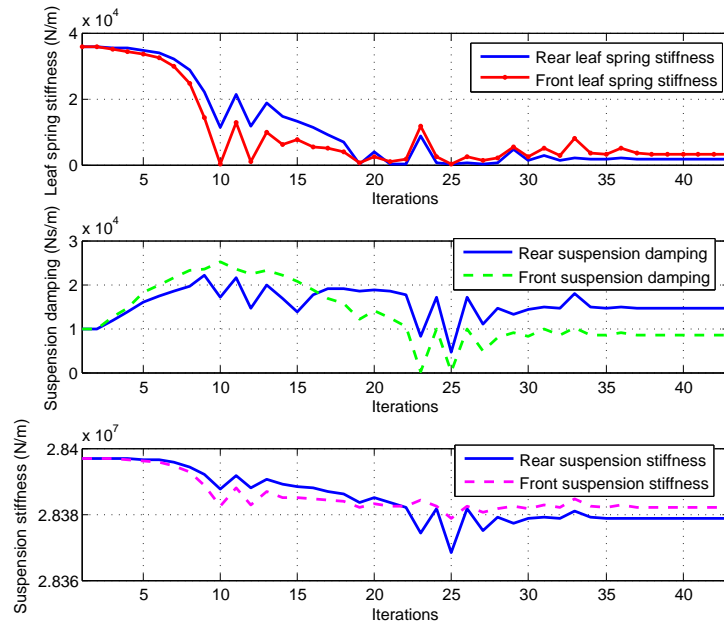 x 10^4
Leaf spring stiffness (N/m)
4
2
0
Rear leaf spring stiffness
Front leaf spring stiffness
5 10 15 20 25 30 35 40
Iterations
x 10^4
Suspension damping (Ns/m)
3
2
1
0
Rear suspension damping
Front suspension damping
5 10 15 20 25 30 35 40
Iterations
x 10^7
Suspension stiffness (N/m)
2.84
2.838
2.836
Rear suspension stiffness
Front suspension stiffness
5 10 15 20 25 30 35 40
Iterations